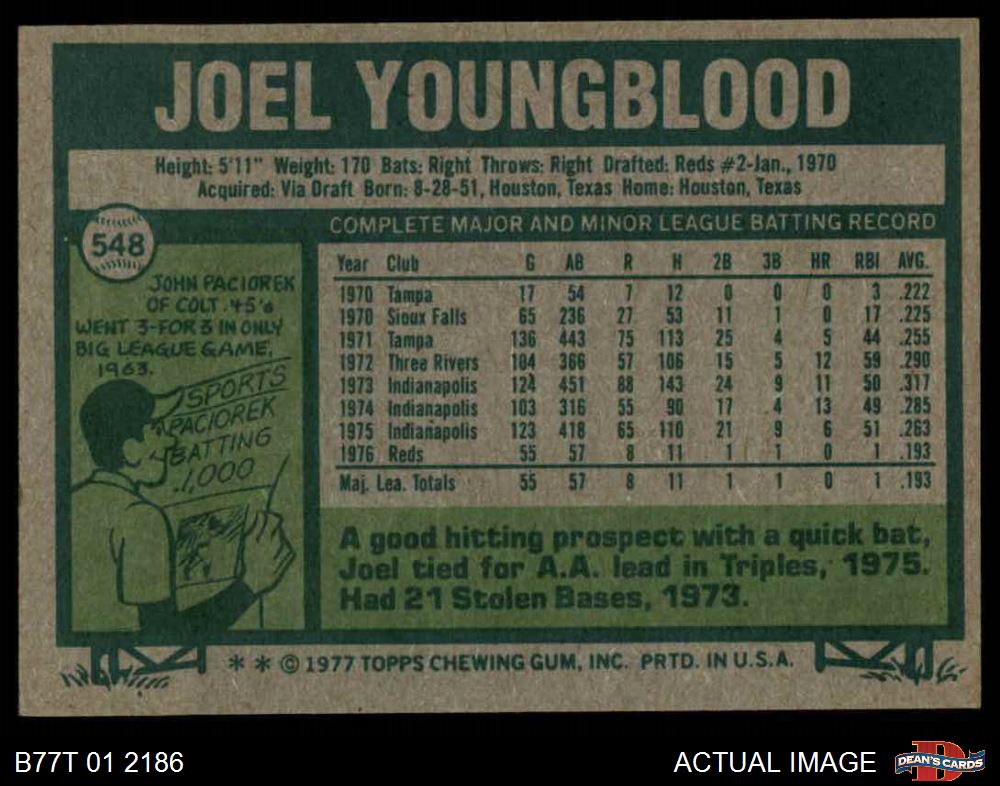 JOEL YOUNGBLOOD
Height: 5'11" Weight: 170 Bats: Right Throws: Right Drafted: Reds #2-Jan., 1970
Acquired: Via Draft Born: 8-28-51, Houston, Texas Home: Houston, Texas
548
JOHN PACIOREK
OF COLT .45's
WENT 3-FOR-3 IN ONLY
BIG LEAGUE GAME,
1963.
SPORTS
PACIOREK
BATTING
1,000
COMPLETE MAJOR AND MINOR LEAGUE BATTING RECORD
Year Club G AB R H 2B 3B HR RBI AVG.
1970 Tampa 17 54 7 12 0 0 0 3 .222
1970 Sioux Falls 65 236 27 53 11 1 0 17 .225
1971 Tampa 136 443 75 113 25 4 5 44 .255
1972 Three Rivers 104 366 57 106 15 5 12 59 .290
1973 Indianapolis 124 451 88 143 24 9 11 50 .317
1974 Indianapolis 103 316 55 90 17 4 13 49 .285
1975 Indianapolis 123 418 65 110 21 9 6 51 .263
1976 Reds 55 57 8 11 1 1 0 1 .193
Maj. Lea. Totals 55 57 8 11 1 1 0 1 .193
A good hitting prospect with a quick bat,
Joel tied for A.A. lead in Triples, 1975.
Had 21 Stolen Bases, 1973.
* * © 1977 TOPPS CHEWING GUM, INC. PRTD. IN U.S.A.
B77T 01 2186
ACTUAL IMAGE
D
DEAN'S CARDS